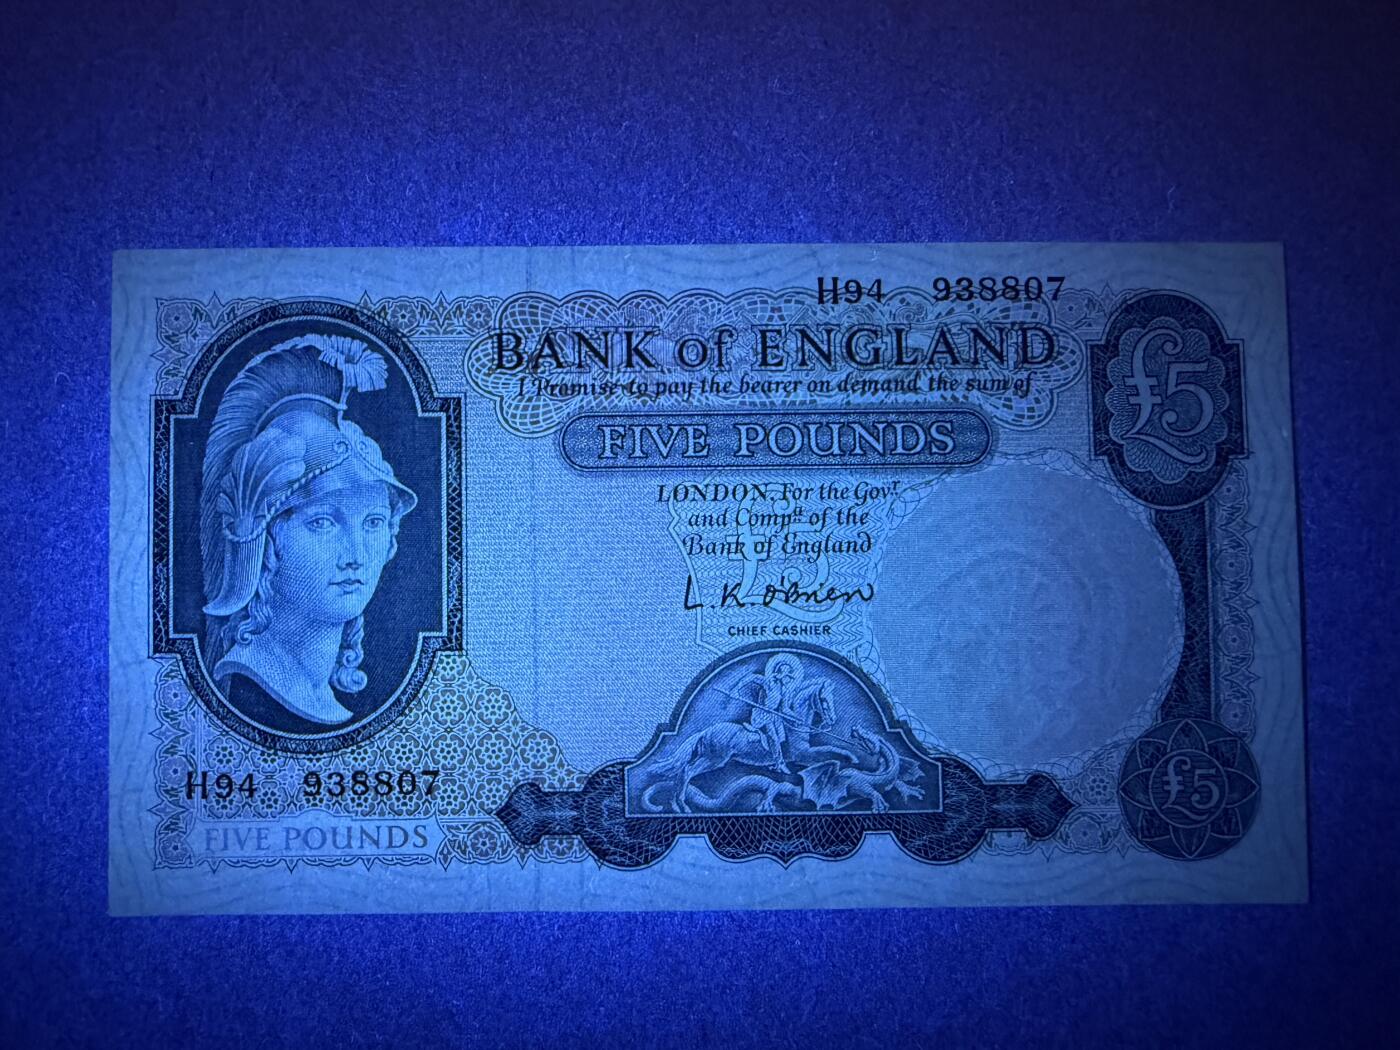 H94 938807
BANK of ENGLAND
I Promise to pay the bearer on demand the sum of
FIVE POUNDS
£5
LONDON, For the Govr.
and Compa. of the
Bank of England
£5
L.K. O'Brien
CHIEF CASHIER
H94 938807
FIVE POUNDS
£5